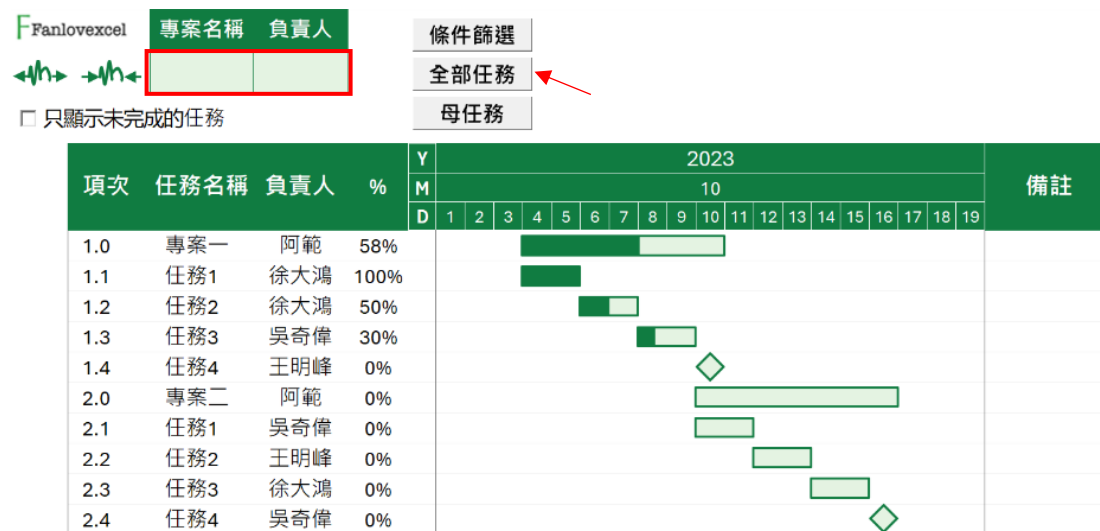 FFanlovexcel 專案名稱 負責人 條件篩選
全部任務
□ 只顯示未完成的任務 母任務
項次 任務名稱 負責人 % Y 2023 備註
M 10
D 1 2 3 4 5 6 7 8 9 10 11 12 13 14 15 16 17 18 19
1.0 專案一 阿範 58%
1.1 任務1 徐大鴻 100%
1.2 任務2 徐大鴻 50%
1.3 任務3 吳奇偉 30%
1.4 任務4 王明峰 0%
2.0 專案二 阿範 0%
2.1 任務1 吳奇偉 0%
2.2 任務2 王明峰 0%
2.3 任務3 徐大鴻 0%
2.4 任務4 吳奇偉 0%